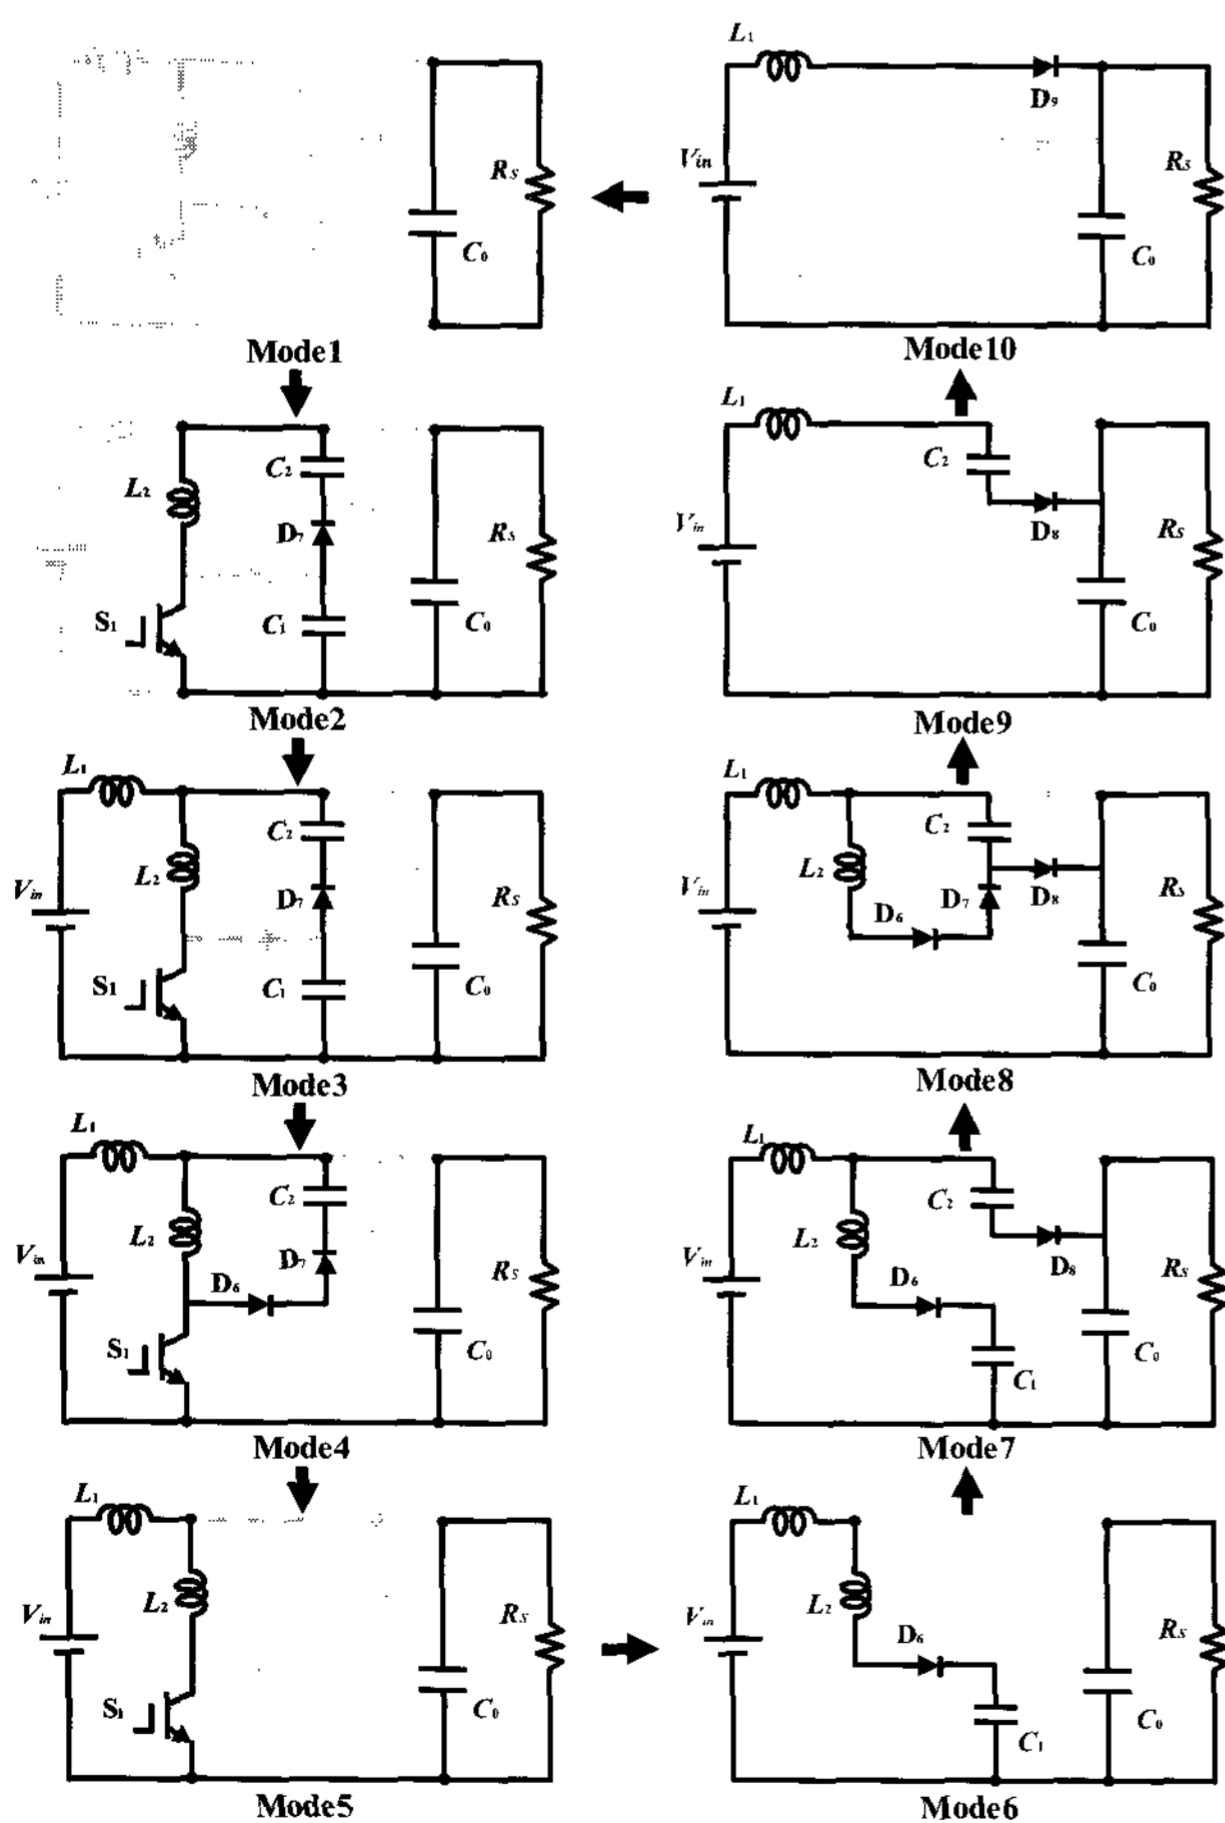 L1
D9
Vin
RS
RS
C0
C0
Mode1
Mode10
L1
C2
C2
L2
D7
D8
Vin
RS
RS
S1
C1
C0
C0
Mode2
Mode9
L1
L1
C2
C2
L2
L2
Vin
D7
RS
Vin
D6
D7
D8
RS
S1
C1
C0
C0
Mode3
Mode8
L1
L1
C2
C2
L2
L2
Vin
D7
RS
Vin
D8
RS
D6
D6
S1
C0
C1
C0
Mode4
Mode7
L1
L1
L2
L2
Vin
RS
Vin
D6
RS
S1
C0
C1
C0
Mode5
Mode6